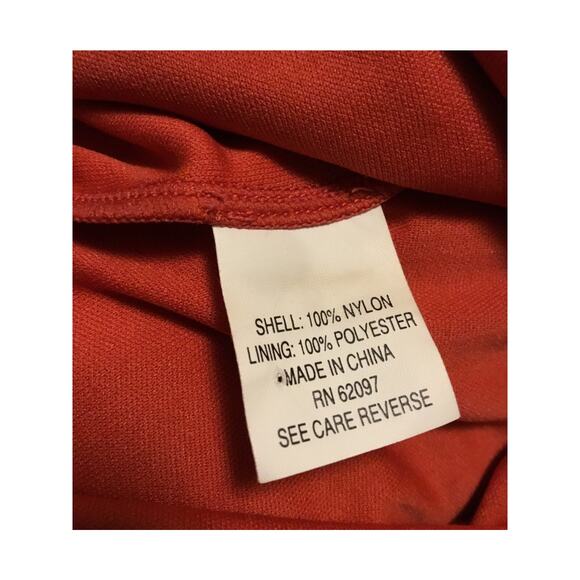 SHELL: 100% NYLON
LINING: 100% POLYESTER
•MADE IN CHINA
RN 62097
SEE CARE REVERSE